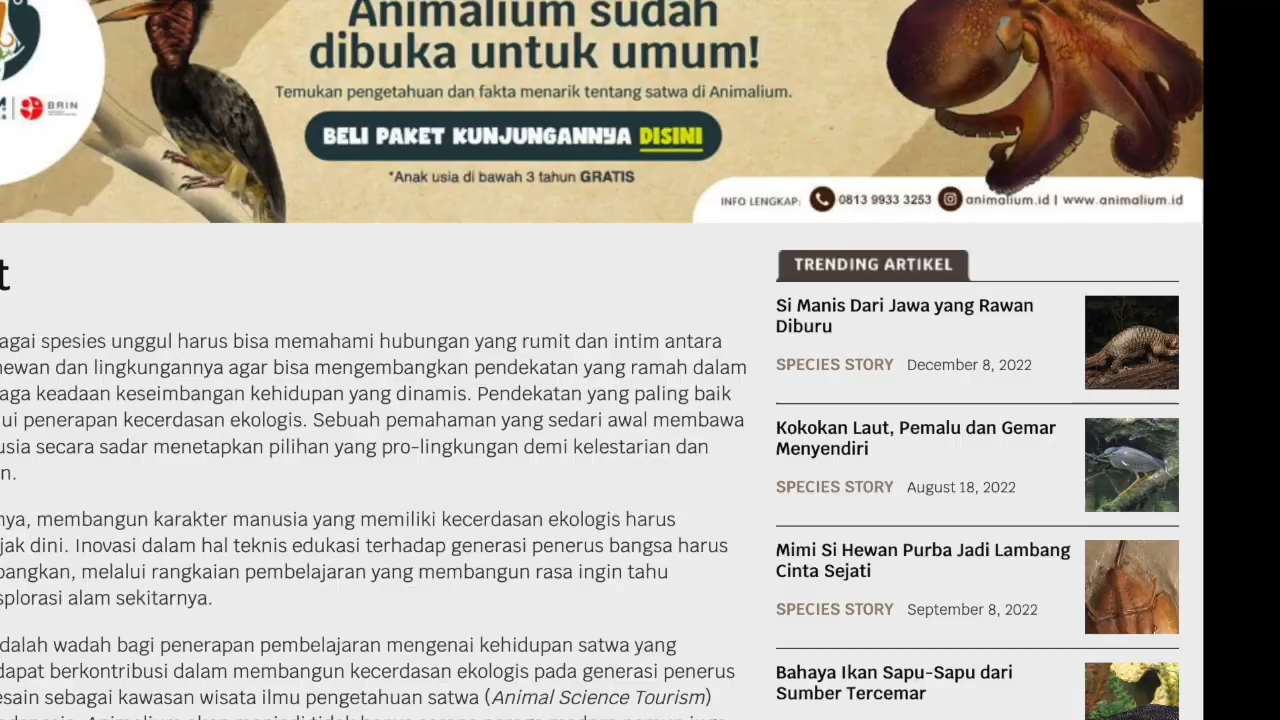 Animalium sudah
dibuka untuk umum!
Temukan pengetahuan dan fakta menarik tentang satwa di Animalium.
BELI PAKET KUNJUNGANNYA DISINI
*Anak usia di bawah 3 tahun GRATIS
BRIN
INFO LENGKAP: 0813 9933 3253 animalium.id | www.animalium.id
t
agai spesies unggul harus bisa memahami hubungan yang rumit dan intim antara
hewan dan lingkungannya agar bisa mengembangkan pendekatan yang ramah dalam
aga keadaan keseimbangan kehidupan yang dinamis. Pendekatan yang paling baik
ui penerapan kecerdasan ekologis. Sebuah pemahaman yang sedari awal membawa
usia secara sadar menetapkan pilihan yang pro-lingkungan demi kelestarian dan
n.
nya, membangun karakter manusia yang memiliki kecerdasan ekologis harus
jak dini. Inovasi dalam hal teknis edukasi terhadap generasi penerus bangsa harus
bangkan, melalui rangkaian pembelajaran yang membangun rasa ingin tahu
splorasi alam sekitarnya.
dalah wadah bagi penerapan pembelajaran mengenai kehidupan satwa yang
dapat berkontribusi dalam membangun kecerdasan ekologis pada generasi penerus
esain sebagai kawasan wisata ilmu pengetahuan satwa (Animal Science Tourism)
TRENDING ARTIKEL
Si Manis Dari Jawa yang Rawan
Diburu
SPECIES STORY December 8, 2022
Kokokan Laut, Pemalu dan Gemar
Menyendiri
SPECIES STORY August 18, 2022
Mimi Si Hewan Purba Jadi Lambang
Cinta Sejati
SPECIES STORY September 8, 2022
Bahaya Ikan Sapu-Sapu dari
Sumber Tercemar